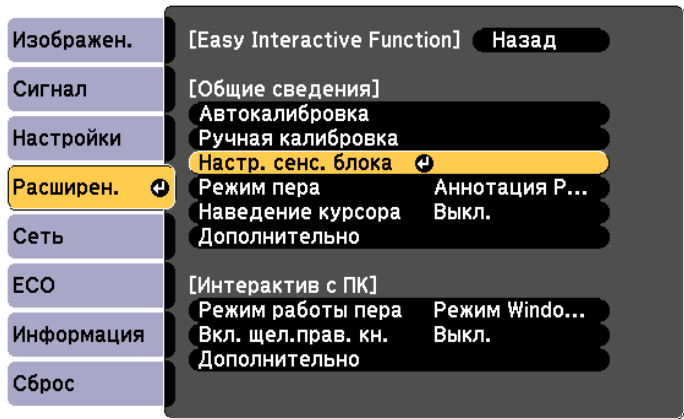 Изображен.
Сигнал
Настройки
Расширен.
Сеть
ECO
Информация
Сброс
[Easy Interactive Function] Назад
[Общие сведения]
Автокалибровка
Ручная калибровка
Настр. сенс. блока
Режим пера Аннотация P...
Наведение курсора Выкл.
Дополнительно
[Интерактив с ПК]
Режим работы пера Режим Windo...
Вкл. щел.прав. кн. Выкл.
Дополнительно